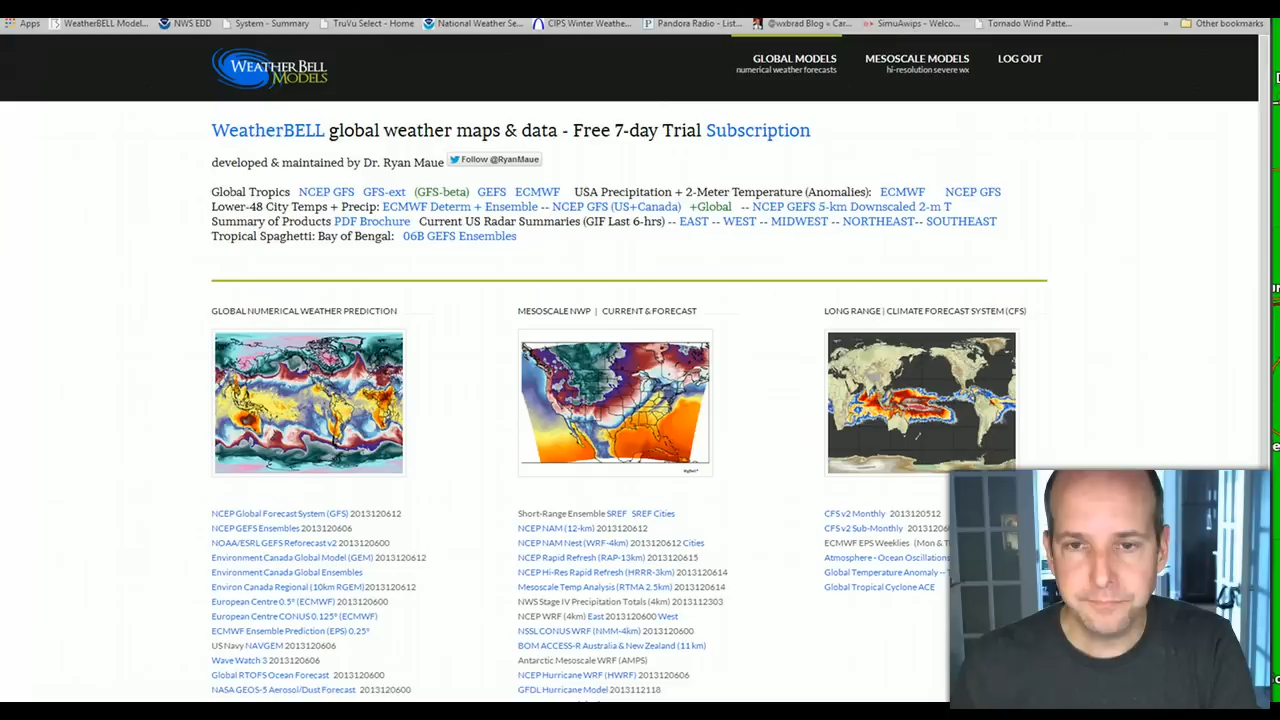 Apps WeatherBELL Model... NWS EDD System - Summary TruVu Select - Home National Weather Se... CIPS Winter Weathe... Pandora Radio - List... @wxbrad Blog « Car... SimuAwips - Welco... Tornado Wind Patte... » Other bookmarks
WEATHERBELL MODELS
GLOBAL MODELS MESOSCALE MODELS LOG OUT
numerical weather forecasts hi-resolution severe wx
WeatherBELL global weather maps & data - Free 7-day Trial Subscription
developed & maintained by Dr. Ryan Maue Follow @RyanMaue
Global Tropics NCEP GFS GFS-ext (GFS-beta) GEFS ECMWF USA Precipitation + 2-Meter Temperature (Anomalies): ECMWF NCEP GFS
Lower-48 City Temps + Precip: ECMWF Determ + Ensemble -- NCEP GFS (US+Canada) +Global -- NCEP GEFS 5-km Downscaled 2-m T
Summary of Products PDF Brochure Current US Radar Summaries (GIF Last 6-hrs) -- EAST -- WEST -- MIDWEST -- NORTHEAST-- SOUTHEAST
Tropical Spaghetti: Bay of Bengal: 06B GEFS Ensembles
GLOBAL NUMERICAL WEATHER PREDICTION
NCEP Global Forecast System (GFS) 2013120612
NCEP GEFS Ensembles 2013120606
NOAA/ESRL GEFS Reforecast v2 2013120600
Environment Canada Global Model (GEM) 2013120612
Environment Canada Global Ensembles
Environ Canada Regional (10km RGEM)2013120612
European Centre 0.5° (ECMWF) 2013120600
European Centre CONUS 0.125° (ECMWF)
ECMWF Ensemble Prediction (EPS) 0.25°
US Navy NAVGEM 2013120606
Wave Watch 3 2013120606
Global RTOFS Ocean Forecast 2013120600
NASA GEOS-5 Aerosol/Dust Forecast 2013120600
MESOSCALE NWP | CURRENT & FORECAST
Short-Range Ensemble SREF SREF Cities
NCEP NAM (12-km) 2013120612
NCEP NAM Nest (WRF-4km) 2013120612 Cities
NCEP Rapid Refresh (RAP-13km) 2013120615
NCEP Hi-Res Rapid Refresh (HRRR-3km) 2013120614
Mesoscale Temp Analysis (RTMA 2.5km) 2013120614
NWS Stage IV Precipitation Totals (4km) 2013112303
NCEP WRF (4km) East 2013120600 West
NSSL CONUS WRF (NMM-4km) 2013120600
BOM ACCESS-R Australia & New Zealand (11 km)
Antarctic Mesoscale WRF (AMPS)
NCEP Hurricane WRF (HWRF) 2013120606
GFDL Hurricane Model 2013112118
LONG RANGE | CLIMATE FORECAST SYSTEM (CFS)
CFS v2 Monthly 2013120512
CFS v2 Sub-Monthly 20131206
ECMWF EPS Weeklies (Mon & T
Atmosphere - Ocean Oscillations
Global Temperature Anomaly --
Global Tropical Cyclone ACE